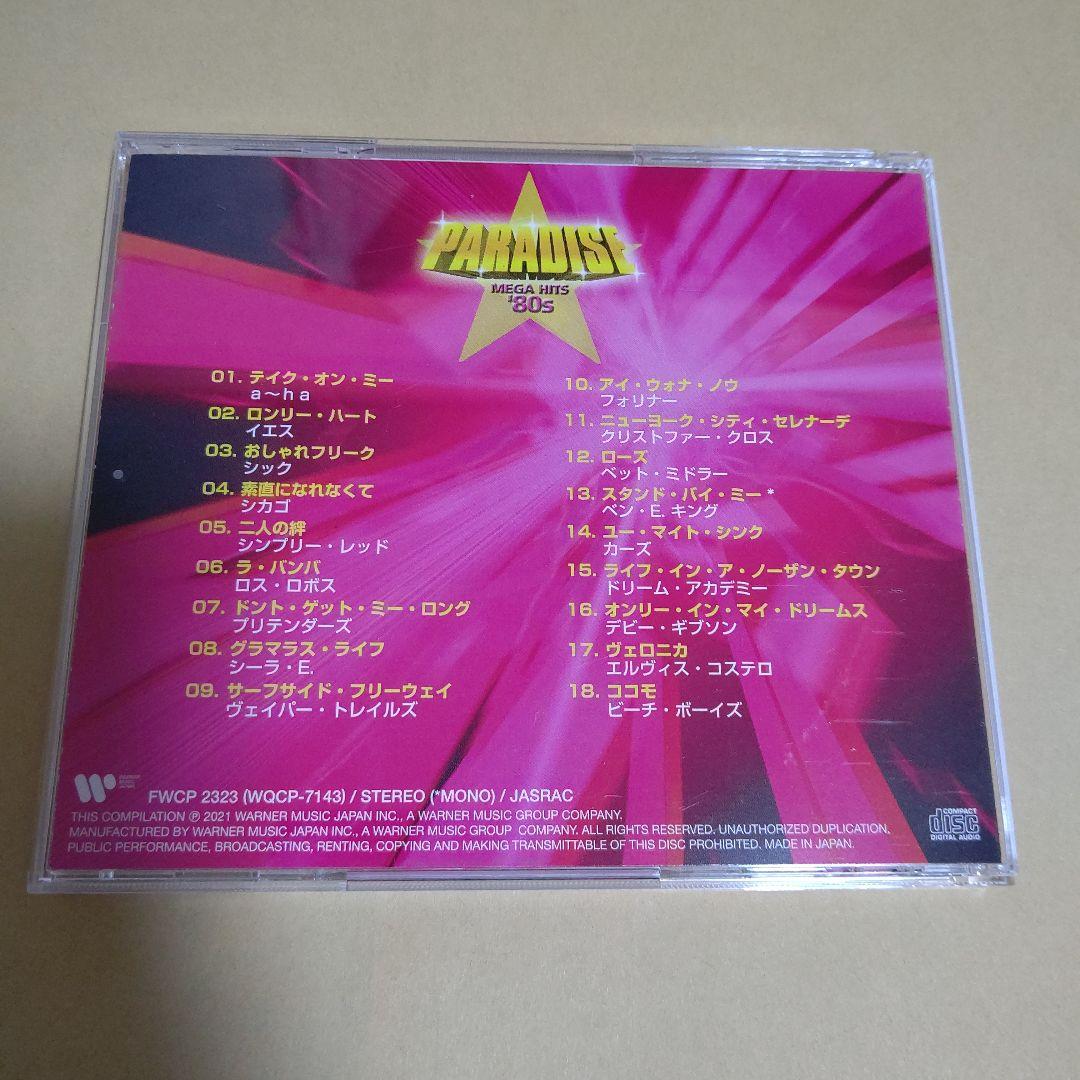 PARADISE
MEGA HITS
'80s
01. テイク・オン・ミー
a〜ha
02. ロンリー・ハート
イエス
03. おしゃれフリーク
シック
04. 素直になれなくて
シカゴ
05. 二人の絆
シンプリー・レッド
06. ラ・バンバ
ロス・ロボス
07. ドント・ゲット・ミー・ロング
プリテンダーズ
08. グラマラス・ライフ
シーラ・E.
09. サーフサイド・フリーウェイ
ヴェイパー・トレイルズ
10. アイ・ウォナ・ノウ
フォリナー
11. ニューヨーク・シティ・セレナーデ
クリストファー・クロス
12. ローズ
ベット・ミドラー
13. スタンド・バイ・ミー *
ベン・E. キング
14. ユー・マイト・シンク
カーズ
15. ライフ・イン・ア・ノーザン・タウン
ドリーム・アカデミー
16. オンリー・イン・マイ・ドリームス
デビー・ギブソン
17. ヴェロニカ
エルヴィス・コステロ
18. ココモ
ビーチ・ボーイズ
WARNER
MUSIC
JAPAN
FWCP 2323 (WQCP-7143) / STEREO (*MONO) / JASRAC
THIS COMPILATION ℗ 2021 WARNER MUSIC JAPAN INC., A WARNER MUSIC GROUP COMPANY.
MANUFACTURED BY WARNER MUSIC JAPAN INC., A WARNER MUSIC GROUP COMPANY. ALL RIGHTS RESERVED. UNAUTHORIZED DUPLICATION,
PUBLIC PERFORMANCE, BROADCASTING, RENTING, COPYING AND MAKING TRANSMITTABLE OF THIS DISC PROHIBITED. MADE IN JAPAN.
COMPACT
disc
DIGITAL AUDIO